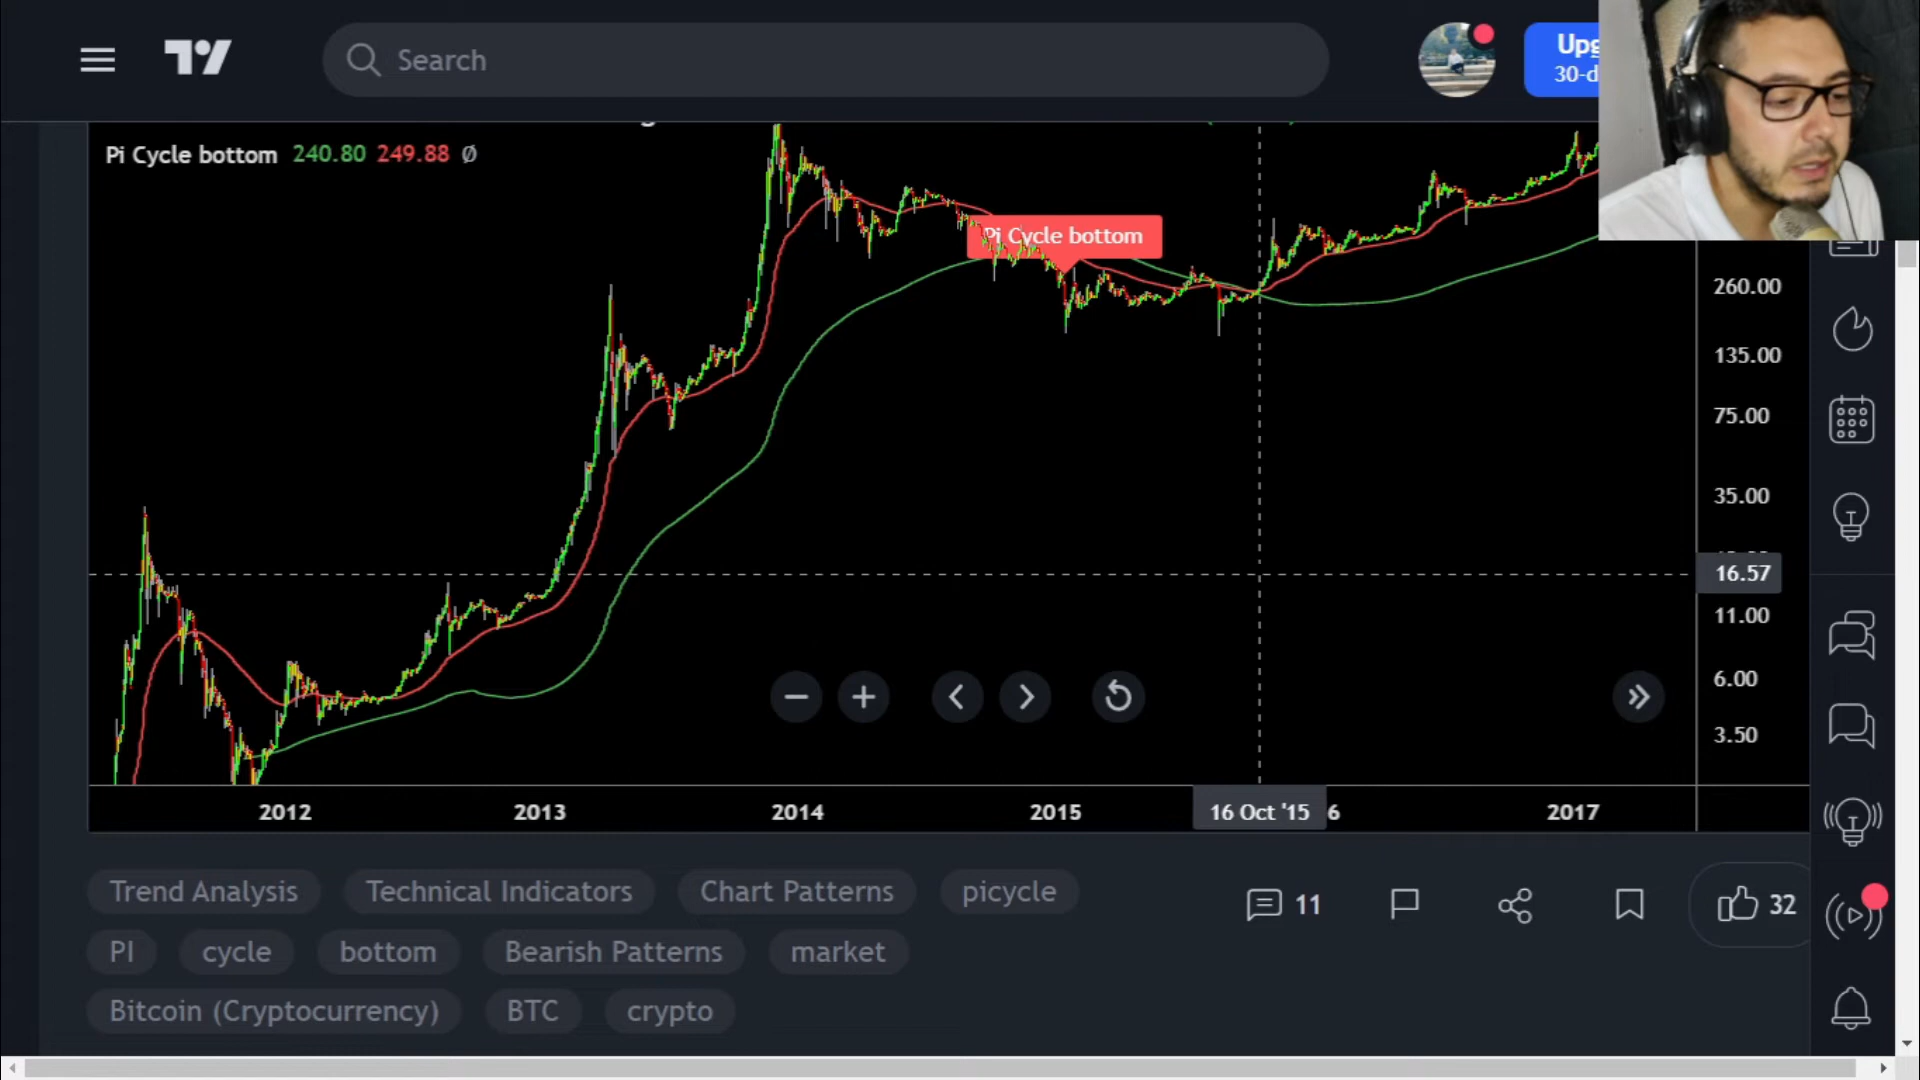 Search
Upg
30-d
Pi Cycle bottom 240.80 249.88 Ø
Pi Cycle bottom
260.00
135.00
75.00
35.00
16.57
11.00
6.00
3.50
2012 2013 2014 2015 16 Oct '15 6 2017
Trend Analysis Technical Indicators Chart Patterns picycle
11
32
PI cycle bottom Bearish Patterns market
Bitcoin (Cryptocurrency) BTC crypto